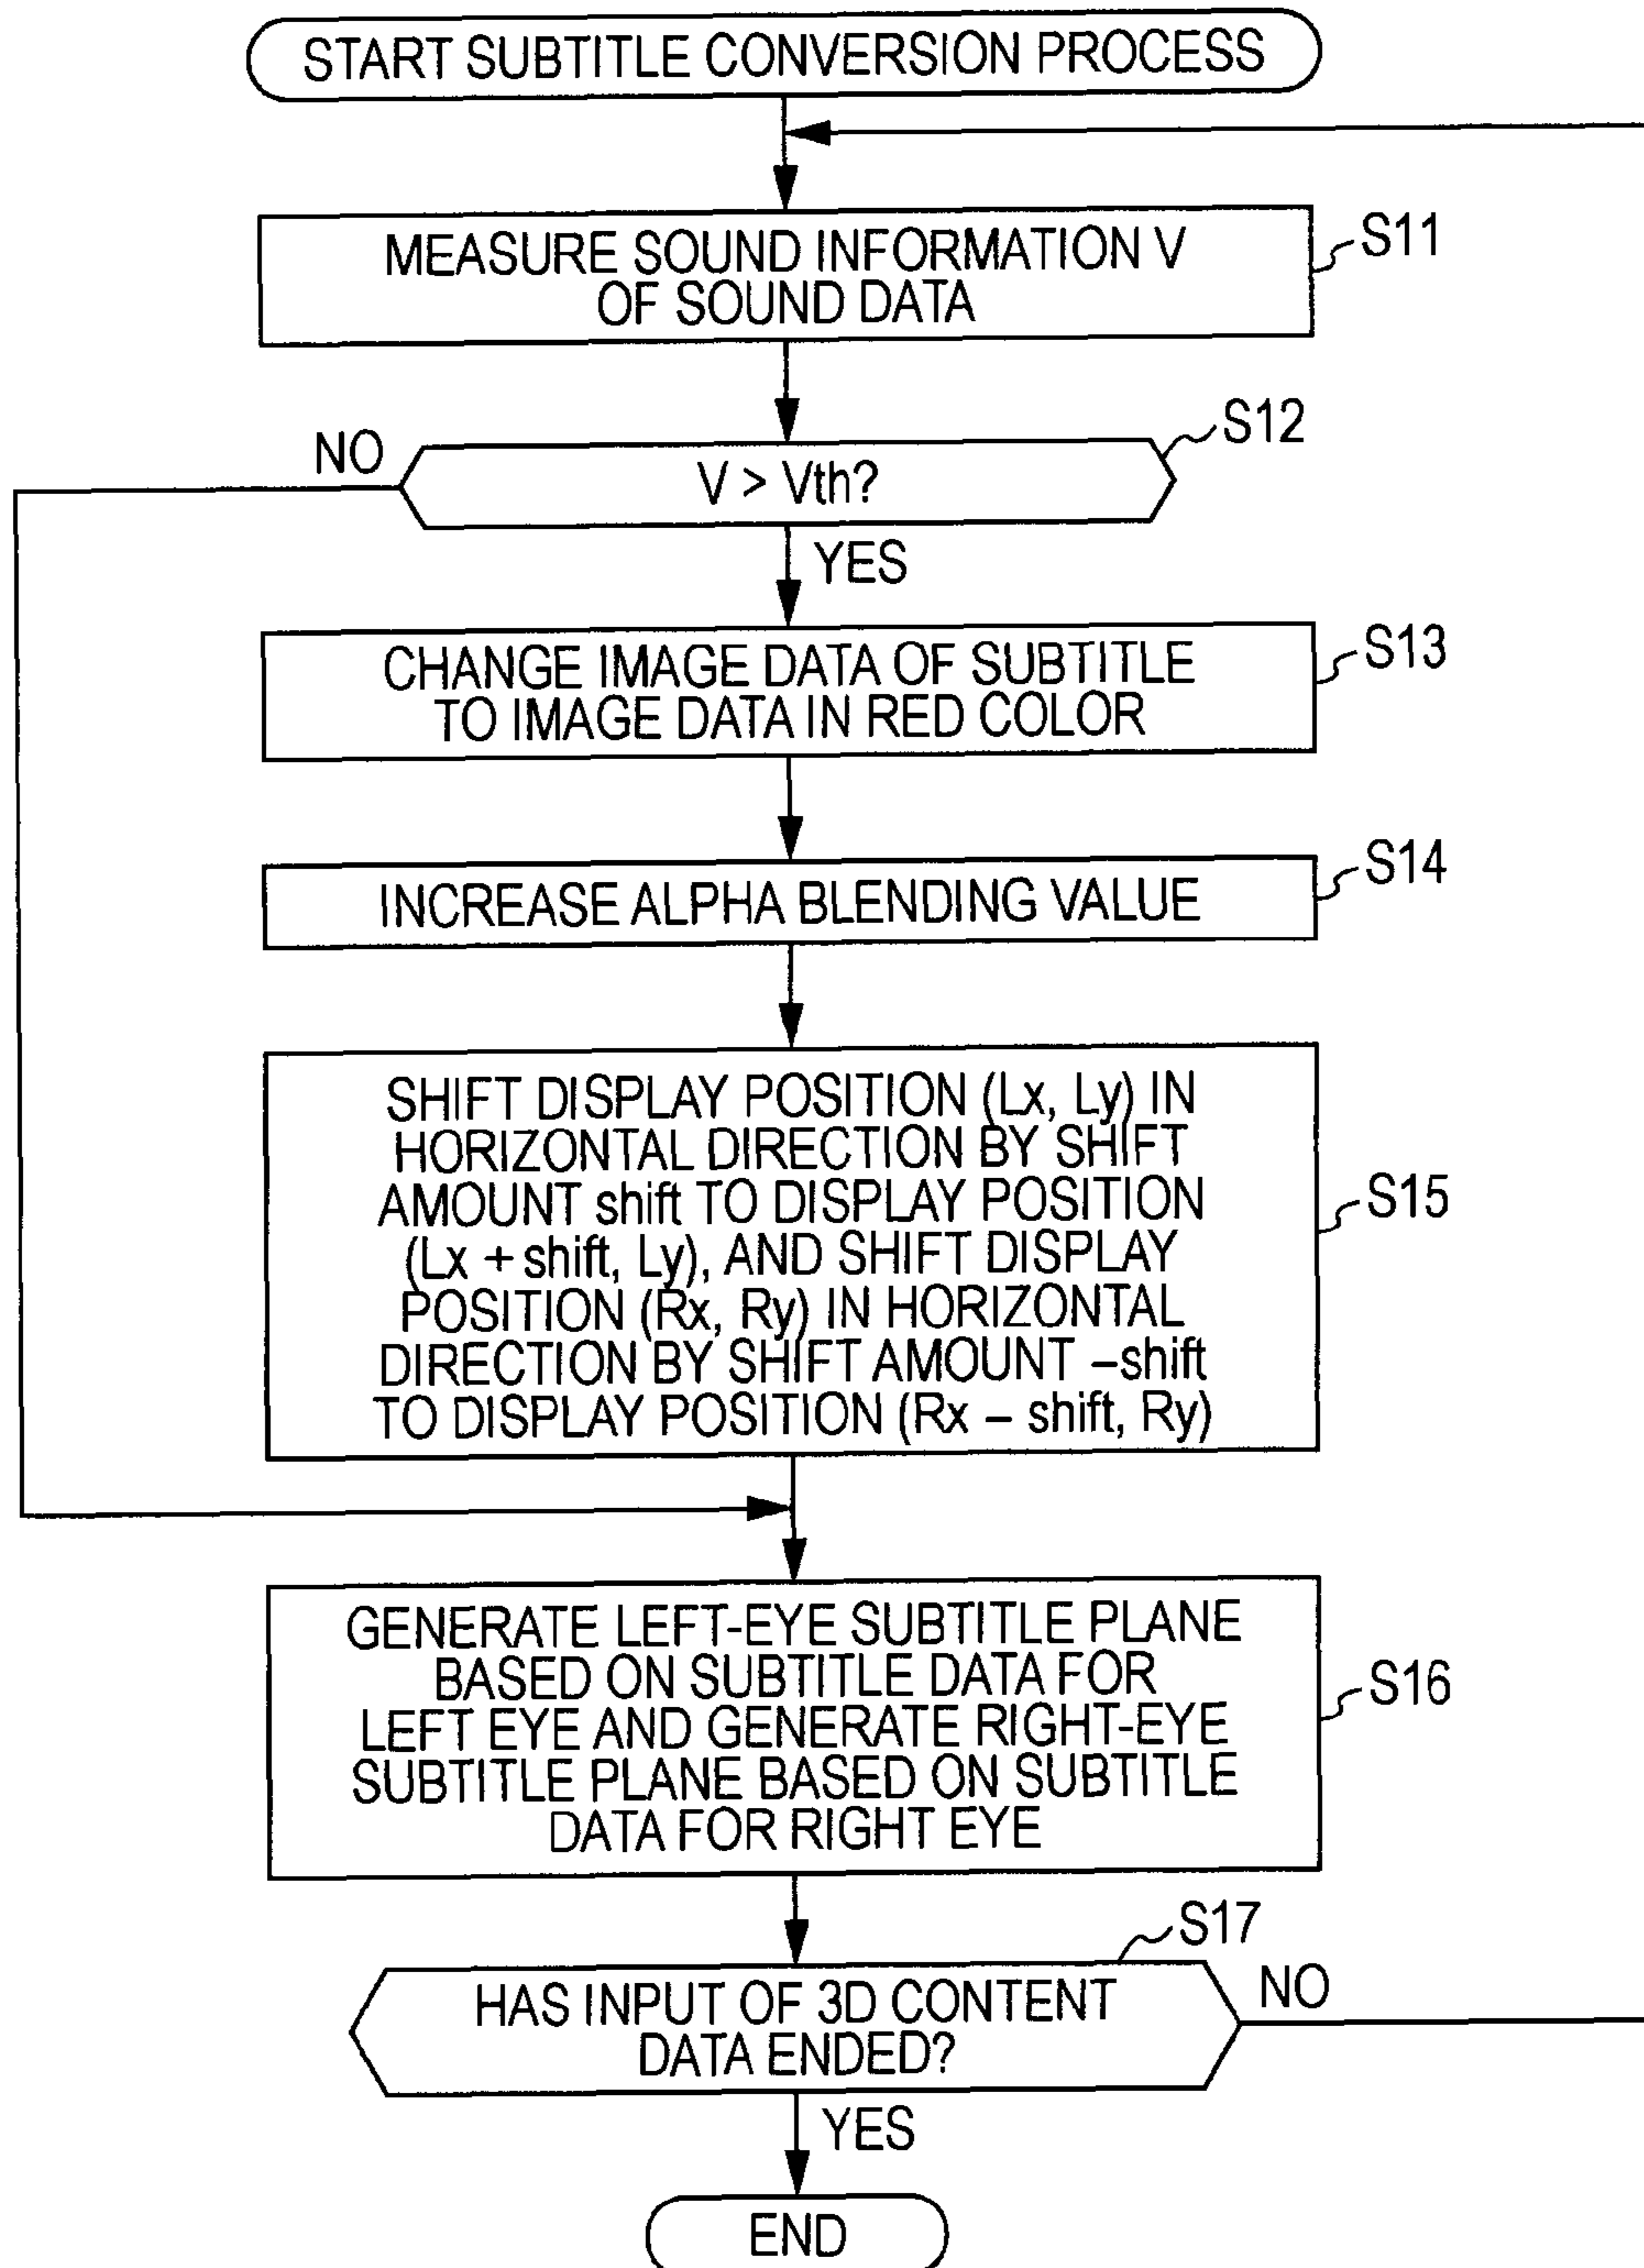 START SUBTITLE CONVERSION PROCESS
MEASURE SOUND INFORMATION V
OF SOUND DATA
S11
V > Vth?
S12
NO
YES
CHANGE IMAGE DATA OF SUBTITLE
TO IMAGE DATA IN RED COLOR
S13
INCREASE ALPHA BLENDING VALUE
S14
SHIFT DISPLAY POSITION (Lx, Ly) IN
HORIZONTAL DIRECTION BY SHIFT
AMOUNT shift TO DISPLAY POSITION
(Lx + shift, Ly), AND SHIFT DISPLAY
POSITION (Rx, Ry) IN HORIZONTAL
DIRECTION BY SHIFT AMOUNT –shift
TO DISPLAY POSITION (Rx – shift, Ry)
S15
GENERATE LEFT-EYE SUBTITLE PLANE
BASED ON SUBTITLE DATA FOR
LEFT EYE AND GENERATE RIGHT-EYE
SUBTITLE PLANE BASED ON SUBTITLE
DATA FOR RIGHT EYE
S16
HAS INPUT OF 3D CONTENT
DATA ENDED?
S17
NO
YES
END